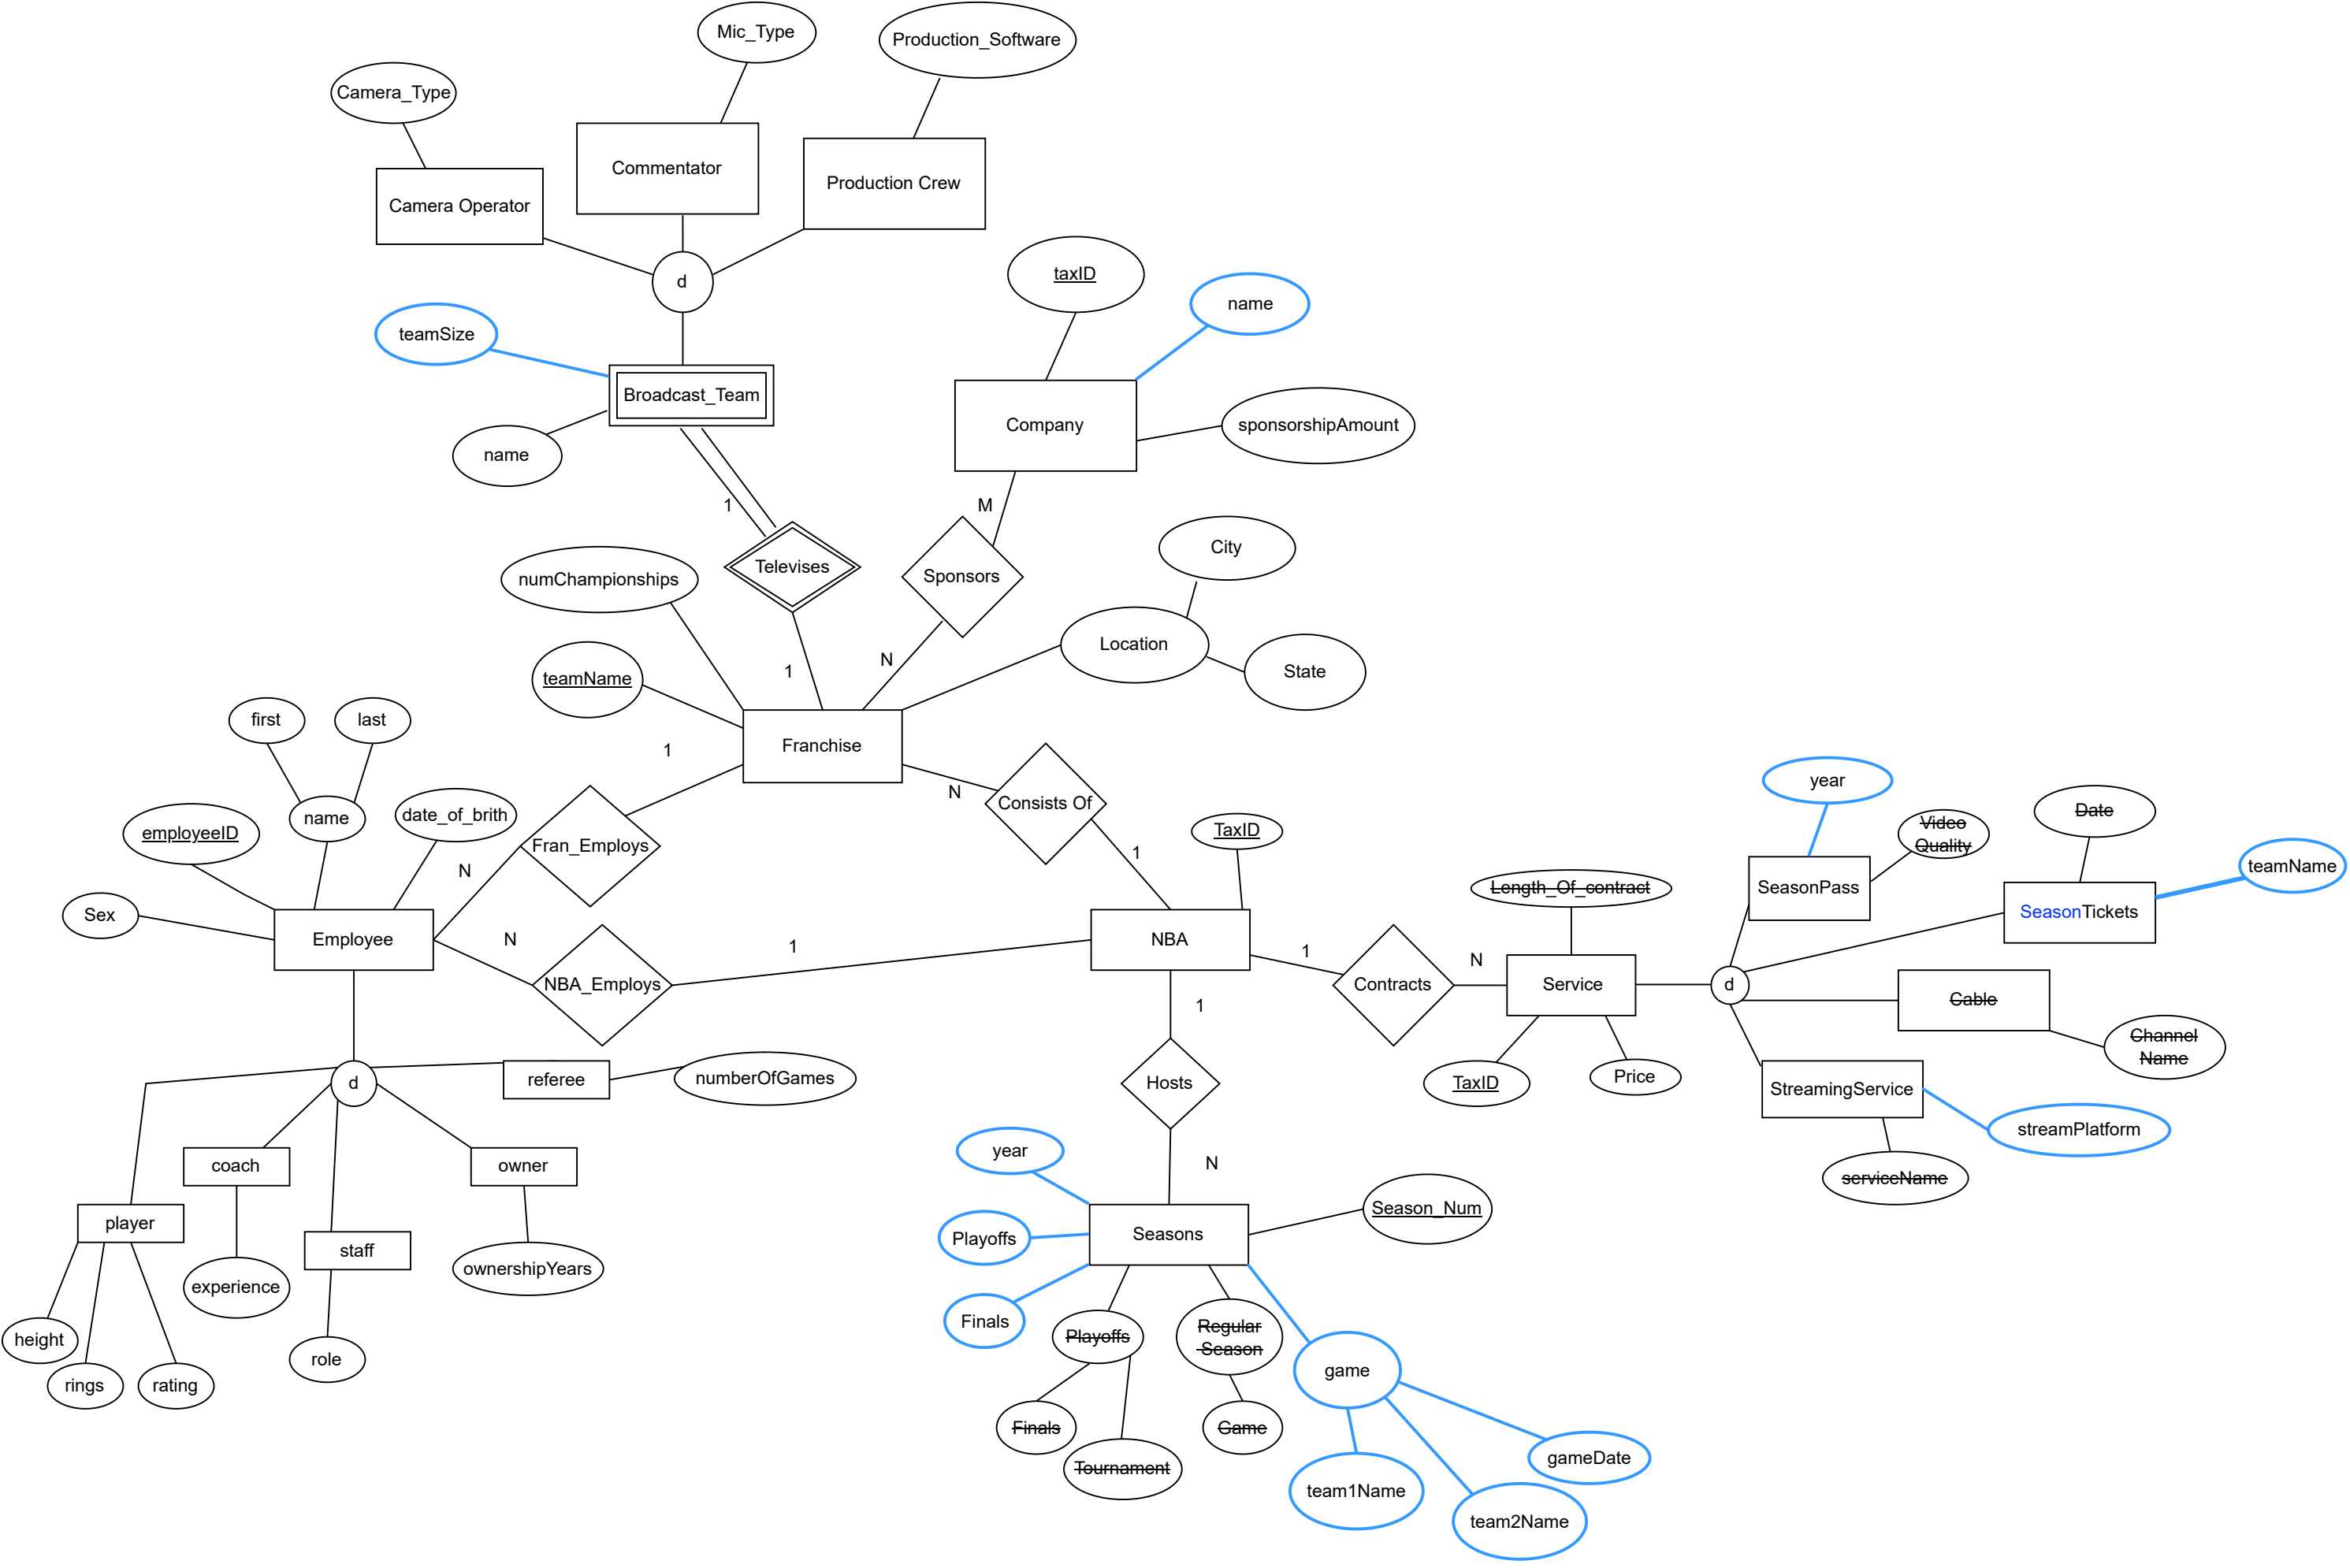 Mic_Type
Production_Software
Camera_Type
Commentator
Production Crew
Camera Operator
d
taxID
name
teamSize
Broadcast_Team
Company
sponsorshipAmount
name
1
M
City
Televises
Sponsors
numChampionships
Location
N
1
State
teamName
first
last
Franchise
1
year
N
Consists Of
name
date_of_brith
employeeID
TaxID
Date
Video
Quality
Fran_Employs
1
teamName
N
SeasonPass
Length_Of_contract
Sex
SeasonTickets
Employee
N
1
NBA
1
N
NBA_Employs
Contracts
Service
d
Cable
1
Channel
Name
d
referee
numberOfGames
Hosts
TaxID
Price
StreamingService
streamPlatform
year
N
coach
owner
serviceName
player
Season_Num
Playoffs
Seasons
staff
ownershipYears
experience
Finals
Playoffs
Regular
Season
height
role
game
rings
rating
Finals
Game
gameDate
Tournament
team1Name
team2Name